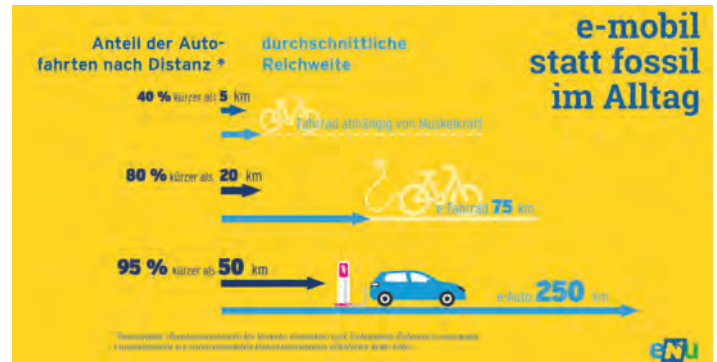 e-mobil
statt fossil
im Alltag
Anteil der Auto-
fahrten nach Distanz *
durchschnittliche
Reichweite
40 % kürzer als 5 km
Fahrrad abhängig von Muskelkraft
80 % kürzer als 20 km
e-Fahrrad 75 km
95 % kürzer als 50 km
e-Auto 250 km
eNu